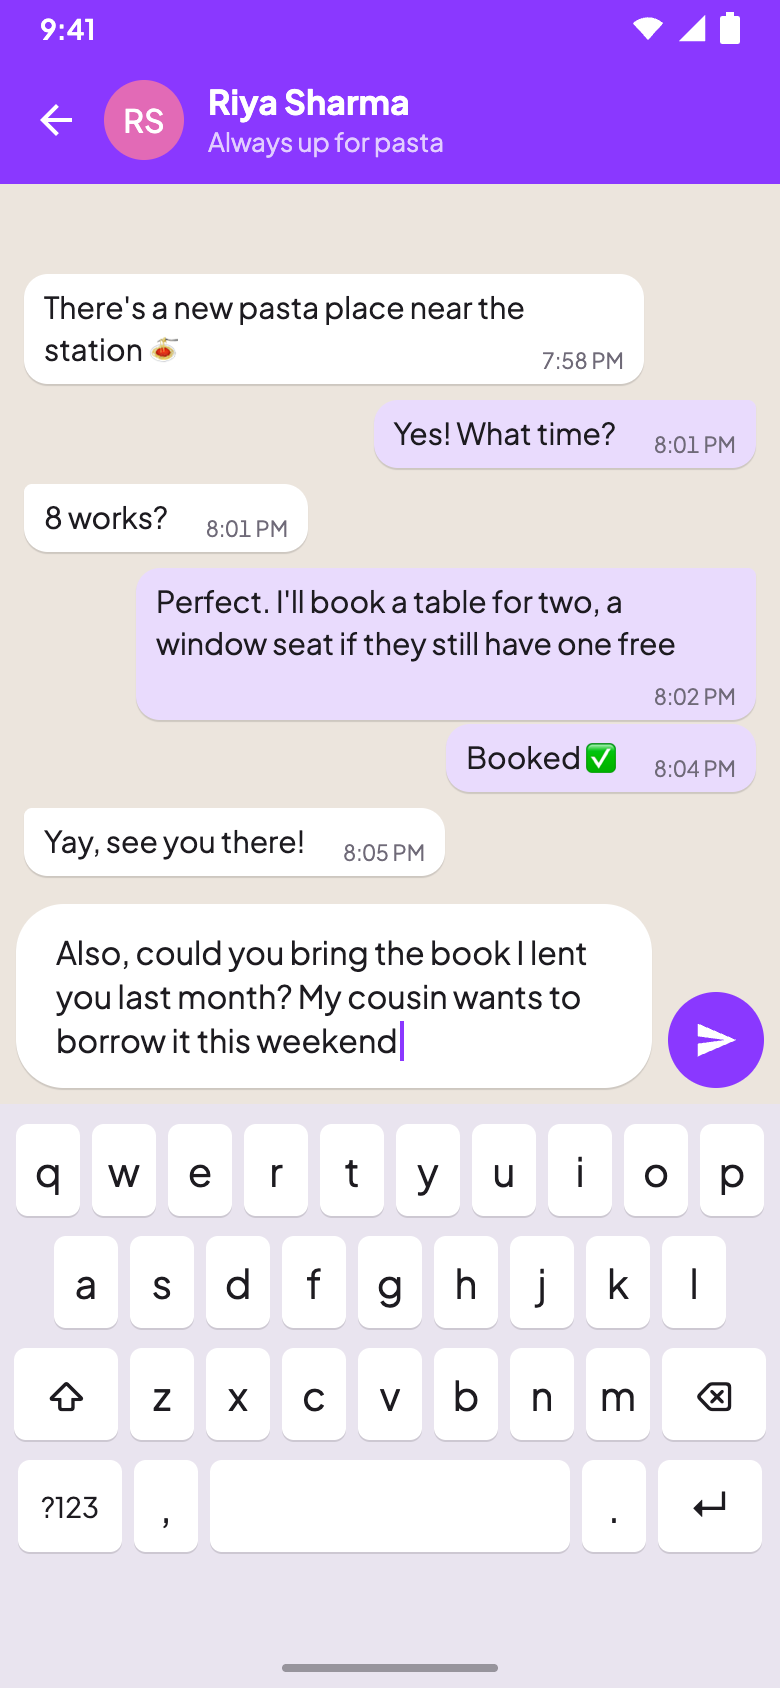 9:41
RS
Riya Sharma
Always up for pasta
There's a new pasta place near the
station 🍝
7:58 PM
Yes! What time?
8:01 PM
8 works?
8:01 PM
Perfect. I'll book a table for two, a
window seat if they still have one free
8:02 PM
Booked ✅
8:04 PM
Yay, see you there!
8:05 PM
Also, could you bring the book I lent
you last month? My cousin wants to
borrow it this weekend
q w e r t y u i o p
a s d f g h j k l
z x c v b n m
?123 , .